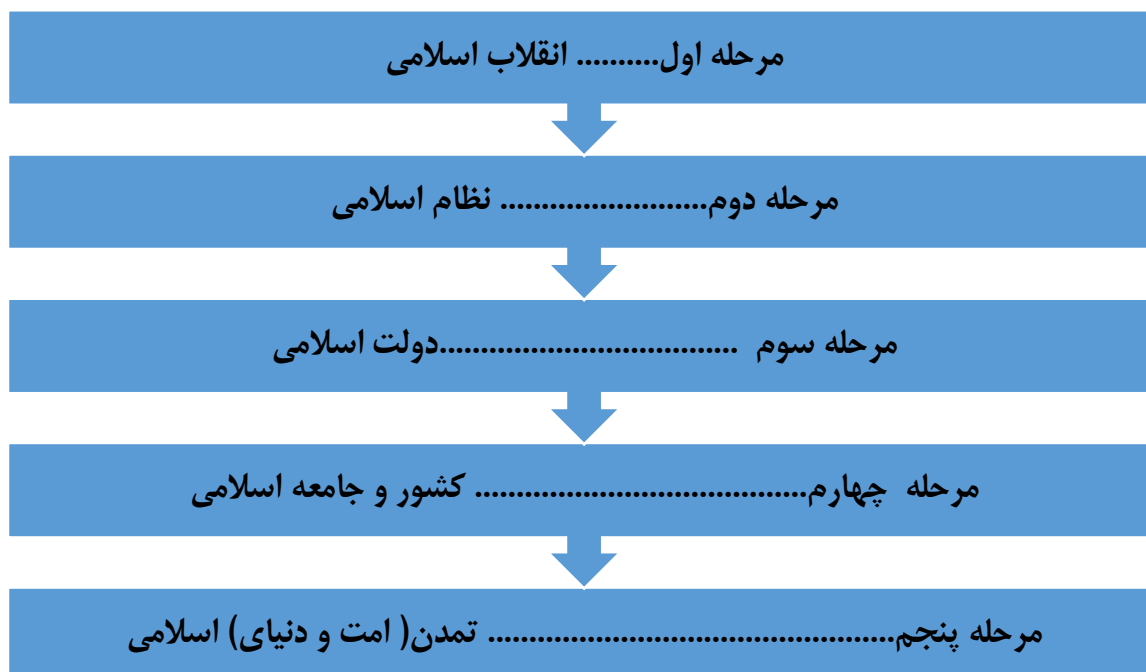 مرحله اول.......... انقلاب اسلامی
مرحله دوم......................... نظام اسلامی
مرحله سوم  ....................................دولت اسلامی
مرحله  چهارم........................................ کشور و جامعه اسلامی
مرحله پنجم................................................. تمدن( امت و دنیای) اسلامی